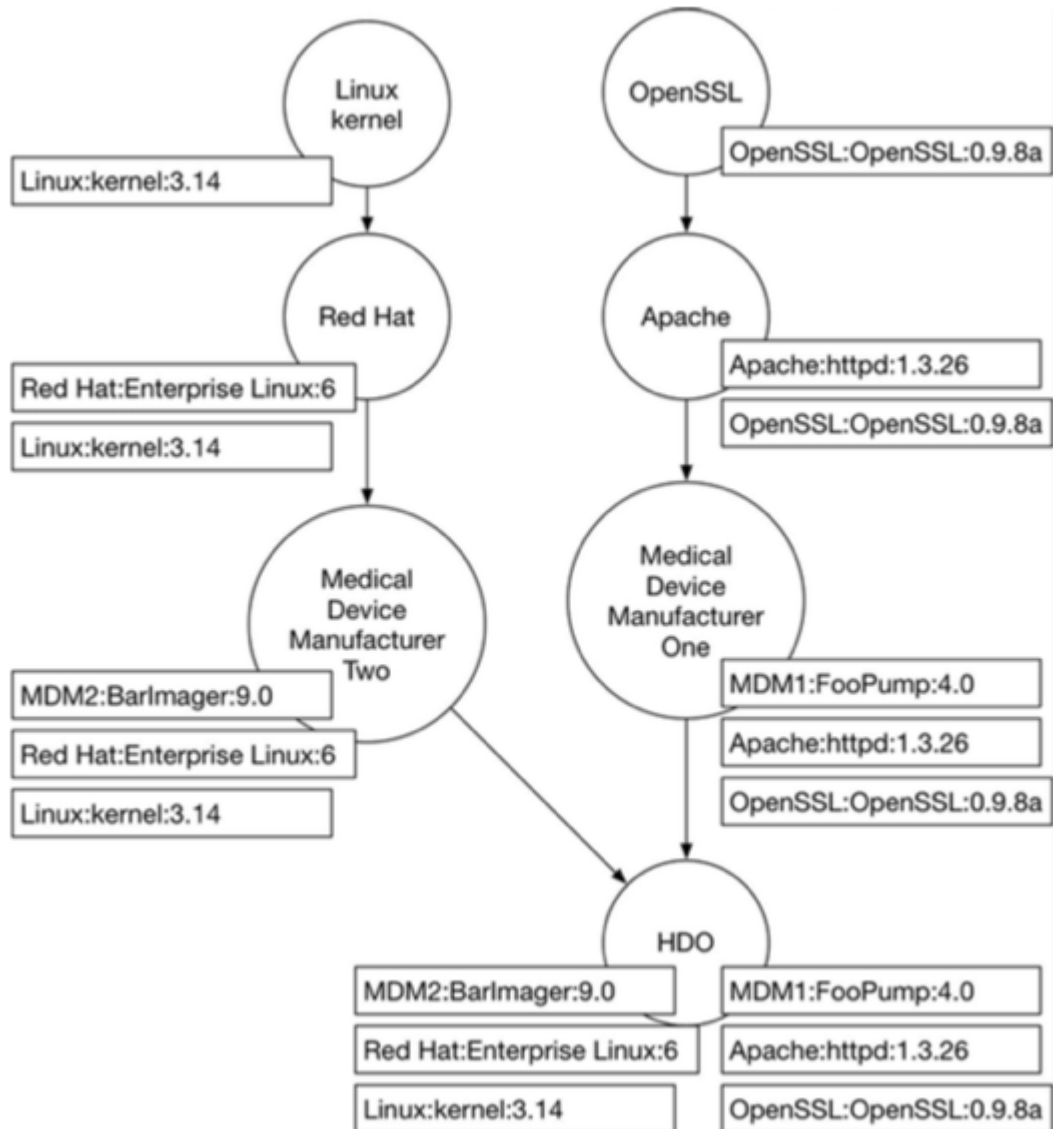 Linux
kernel
Linux:kernel:3.14
OpenSSL
OpenSSL:OpenSSL:0.9.8a
Red Hat
Red Hat:Enterprise Linux:6
Linux:kernel:3.14
Apache
Apache:httpd:1.3.26
OpenSSL:OpenSSL:0.9.8a
Medical
Device
Manufacturer
Two
MDM2:BarImager:9.0
Red Hat:Enterprise Linux:6
Linux:kernel:3.14
Medical
Device
Manufacturer
One
MDM1:FooPump:4.0
Apache:httpd:1.3.26
OpenSSL:OpenSSL:0.9.8a
HDO
MDM2:BarImager:9.0
Red Hat:Enterprise Linux:6
Linux:kernel:3.14
MDM1:FooPump:4.0
Apache:httpd:1.3.26
OpenSSL:OpenSSL:0.9.8a